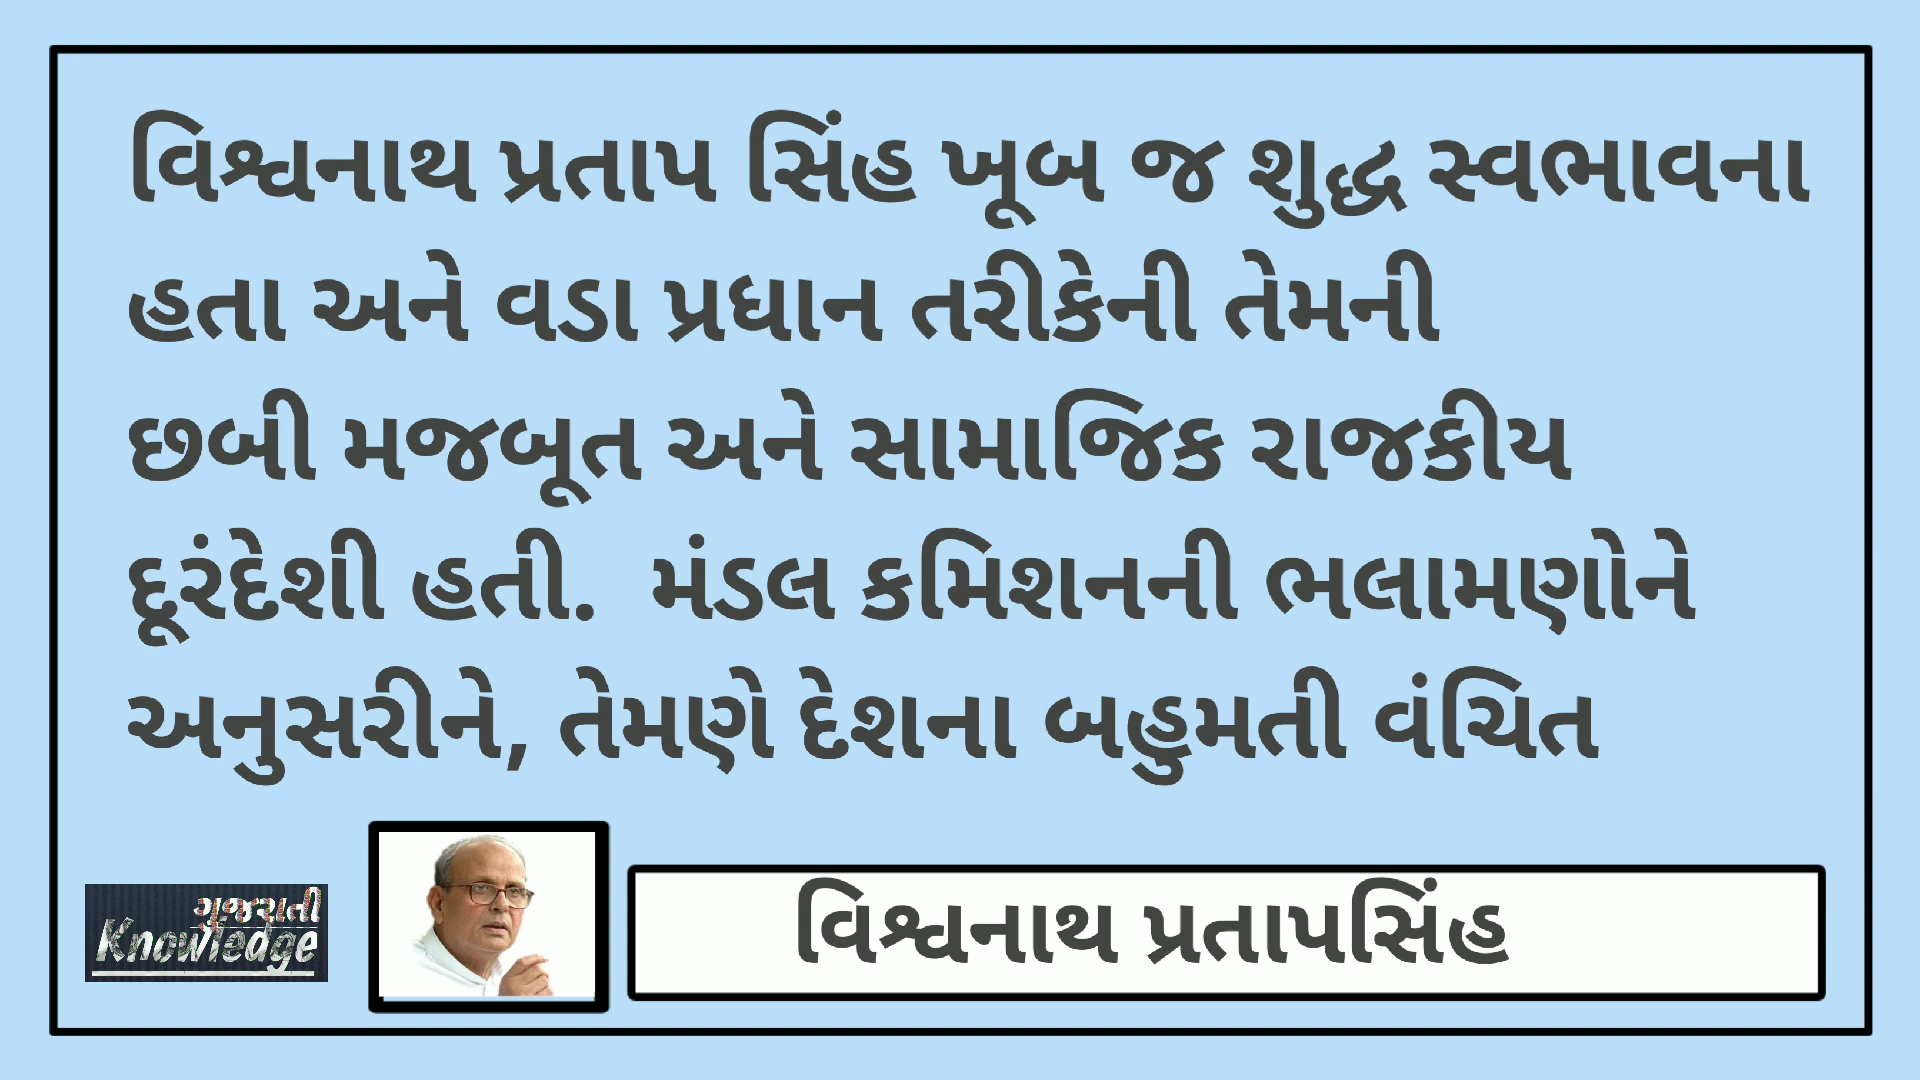 વિશ્વનાથ પ્રતાપ સિંહ ખૂબ જ શુદ્ધ સ્વભાવના
હતા અને વડા પ્રધાન તરીકેની તેમની
છબી મજબૂત અને સામાજિક રાજકીય
દૂરંદેશી હતી.  મંડલ કમિશનની ભલામણોને
અનુસરીને, તેમણે દેશના બહુમતી વંચિત
ગુજરાતી
Knowledge
વિશ્વનાથ પ્રતાપસિંહ